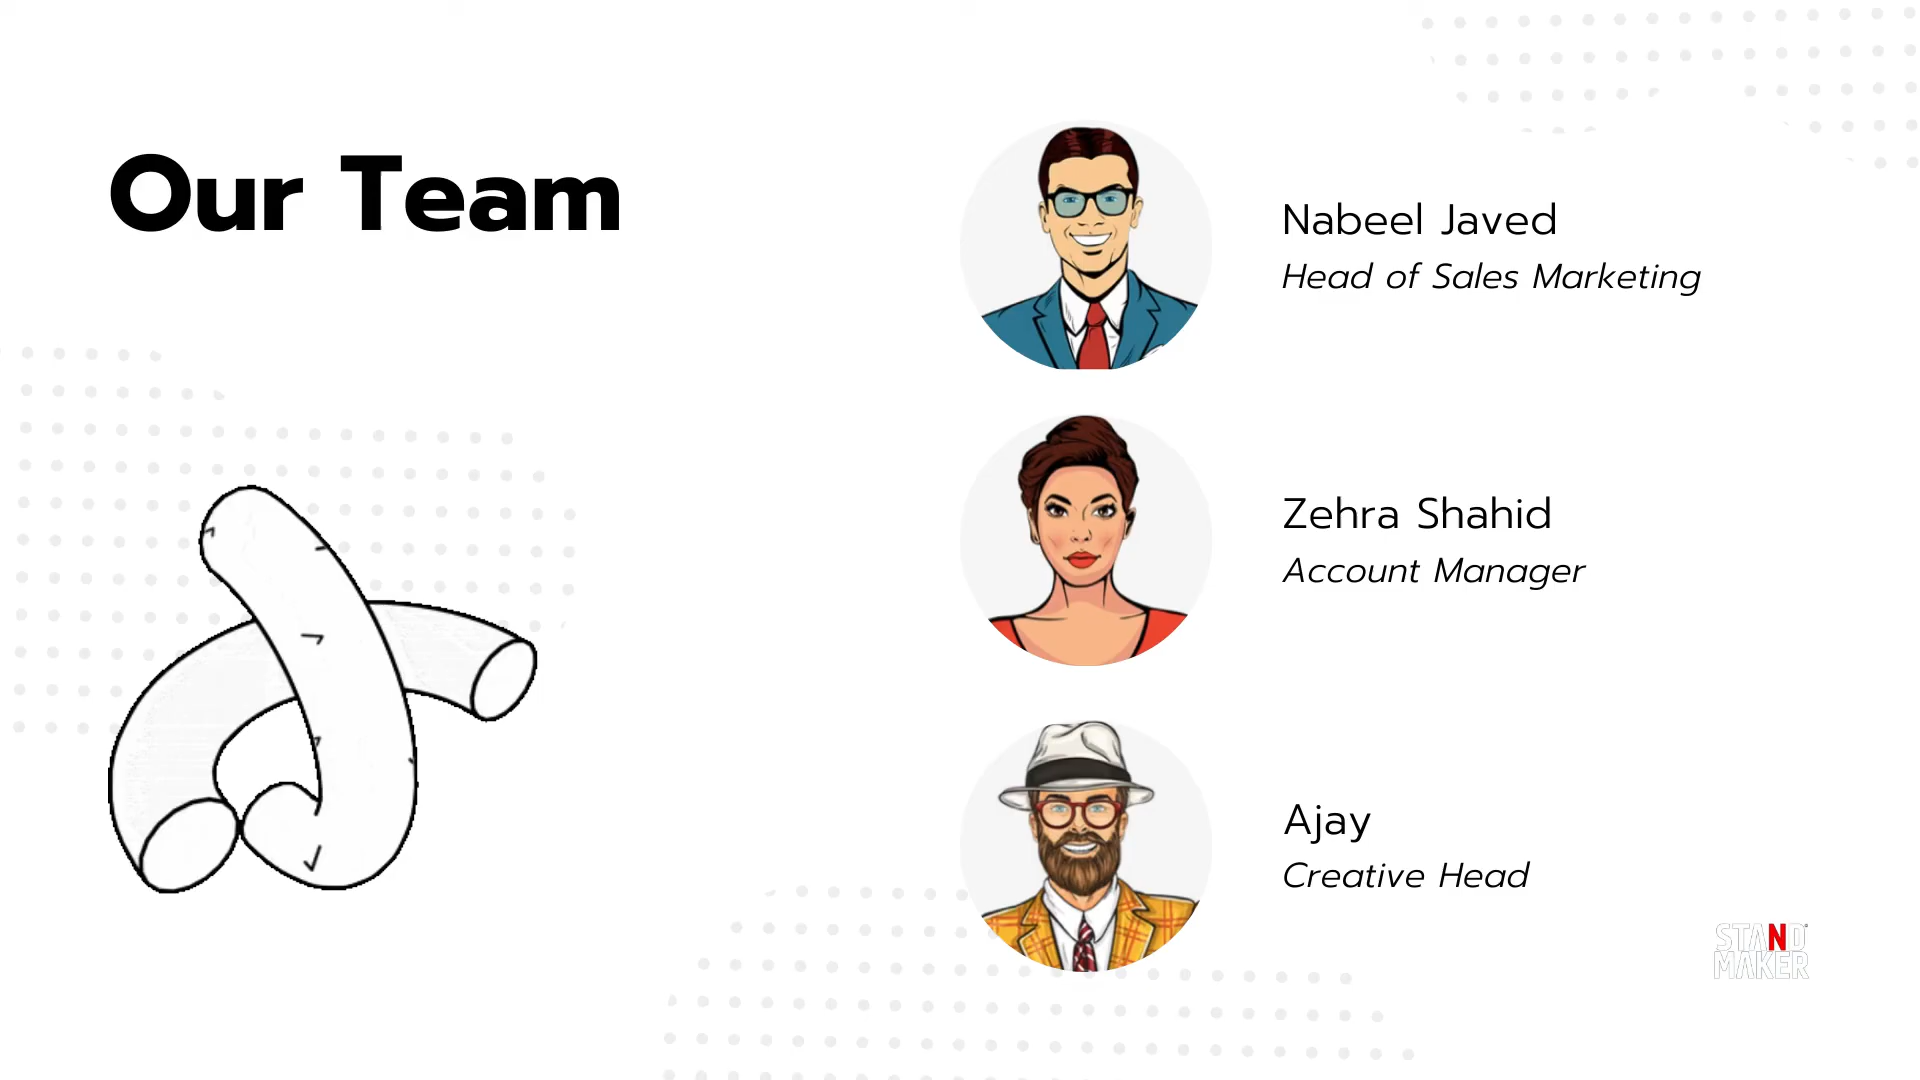 Our Team
Nabeel Javed
Head of Sales Marketing
Zehra Shahid
Account Manager
Ajay
Creative Head
STAND
MAKER